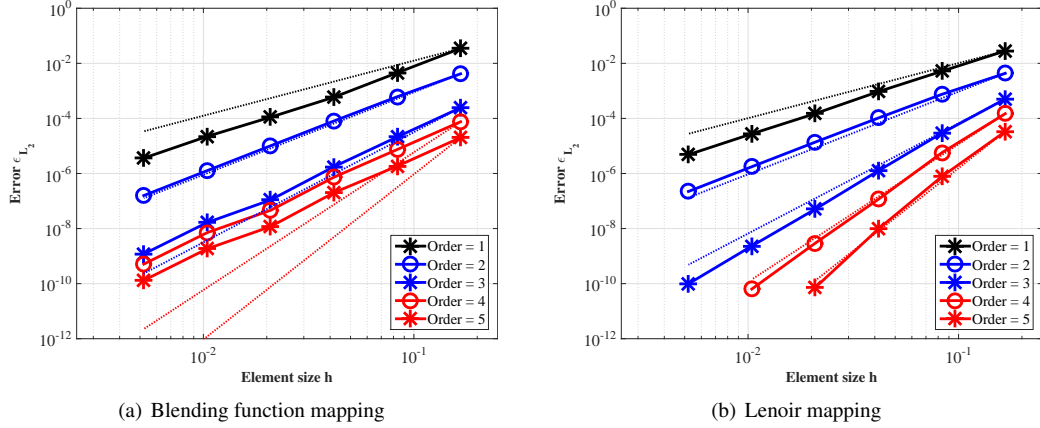 10^0
10^-2
10^-4
10^-6
10^-8
10^-10
10^-12
Error ϵ_L_2
10^-2
10^-1
Element size h
Order = 1
Order = 2
Order = 3
Order = 4
Order = 5
(a) Blending function mapping
10^0
10^-2
10^-4
10^-6
10^-8
10^-10
10^-12
Error ϵ_L_2
10^-2
10^-1
Element size h
Order = 1
Order = 2
Order = 3
Order = 4
Order = 5
(b) Lenoir mapping